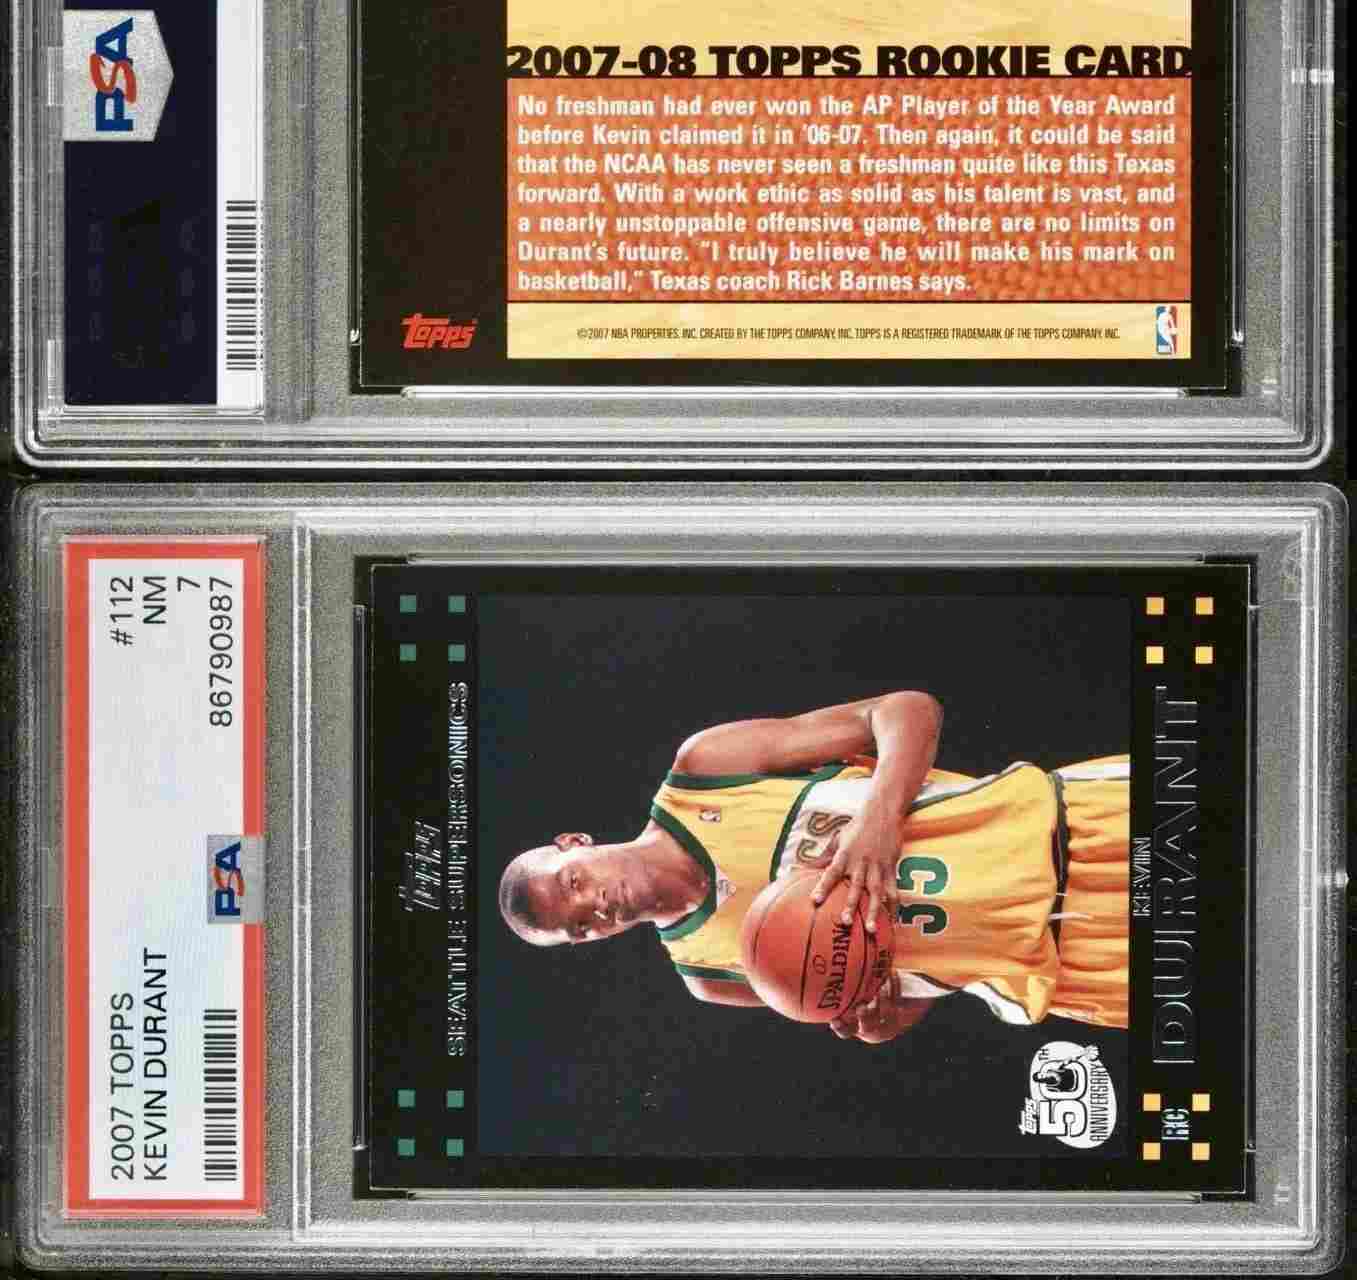 PSA
2007-08 TOPPS ROOKIE CARD
No freshman had ever won the AP Player of the Year Award
before Kevin claimed it in '06-07. Then again, it could be said
that the NCAA has never seen a freshman quite like this Texas
forward. With a work ethic as solid as his talent is vast, and
a nearly unstoppable offensive game, there are no limits on
Durant's future. "I truly believe he will make his mark on
basketball," Texas coach Rick Barnes says.
topps
©2007 NBA PROPERTIES, INC. CREATED BY THE TOPPS COMPANY, INC. TOPPS IS A REGISTERED TRADEMARK OF THE TOPPS COMPANY, INC.
2007 TOPPS #112
KEVIN DURANT NM
7
PSA 86790987
topps
SEATTLE SUPERSONICS
CS
35
SPALDING
topps
50TH
ANNIVERSARY
KEVIN
DURANT
RC